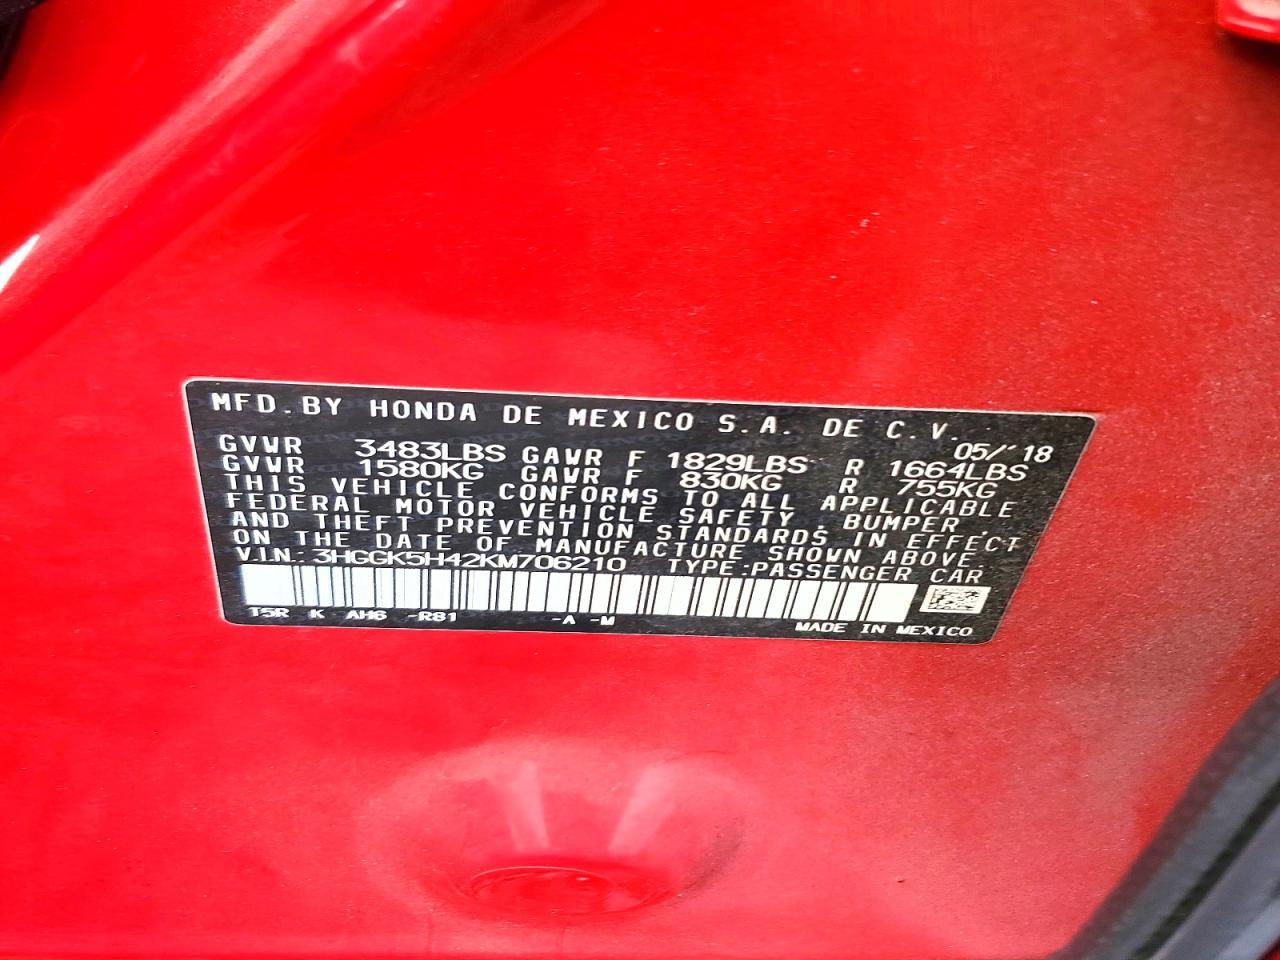 MFD. BY HONDA DE MEXICO S.A. DE C.V.
05/'18
GVWR 3483LBS GAWR F 1829LBS R 1664LBS
GVWR 1580KG GAWR F 830KG R 755KG
THIS VEHICLE CONFORMS TO ALL APPLICABLE
FEDERAL MOTOR VEHICLE SAFETY, BUMPER,
AND THEFT PREVENTION STANDARDS IN EFFECT
ON THE DATE OF MANUFACTURE SHOWN ABOVE.
V.I.N.: 3HGGK5H42KM706210 TYPE:PASSENGER CAR
T5R K AH6 -R81 -A -M MADE IN MEXICO